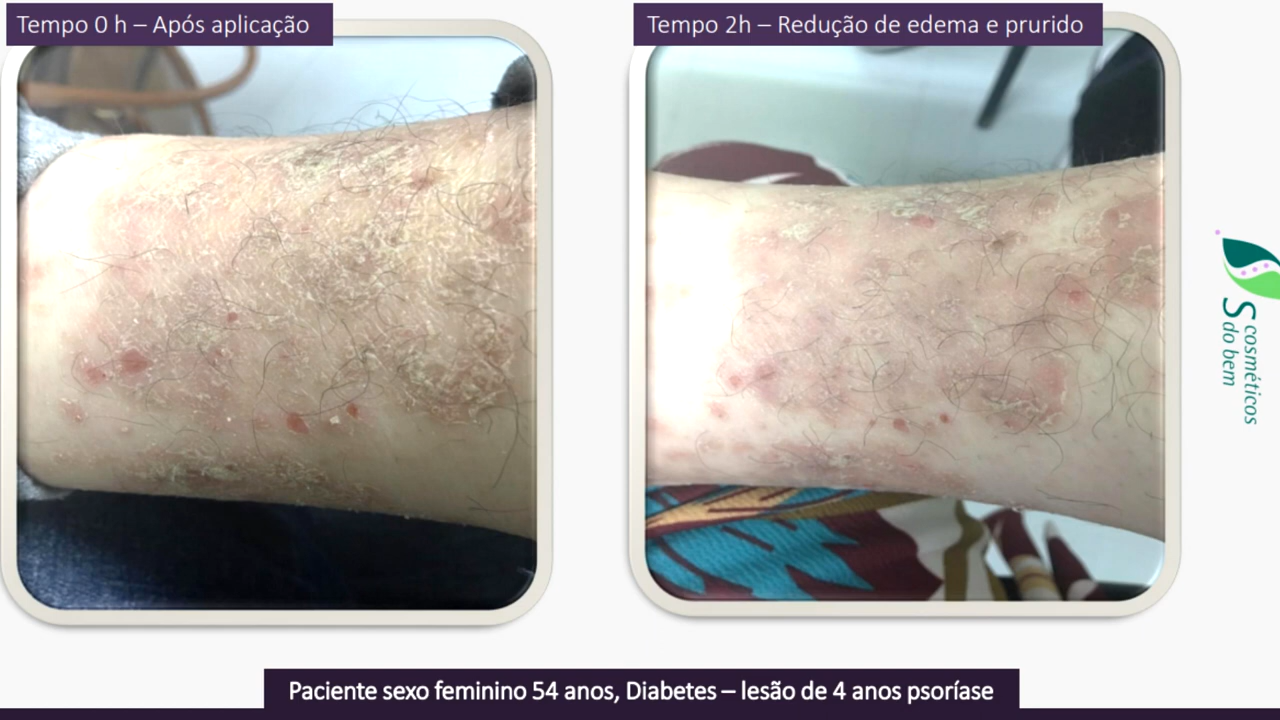 Tempo 0 h – Após aplicação
Tempo 2h – Redução de edema e prurido
S cosméticos
do bem
Paciente sexo feminino 54 anos, Diabetes – lesão de 4 anos psoríase